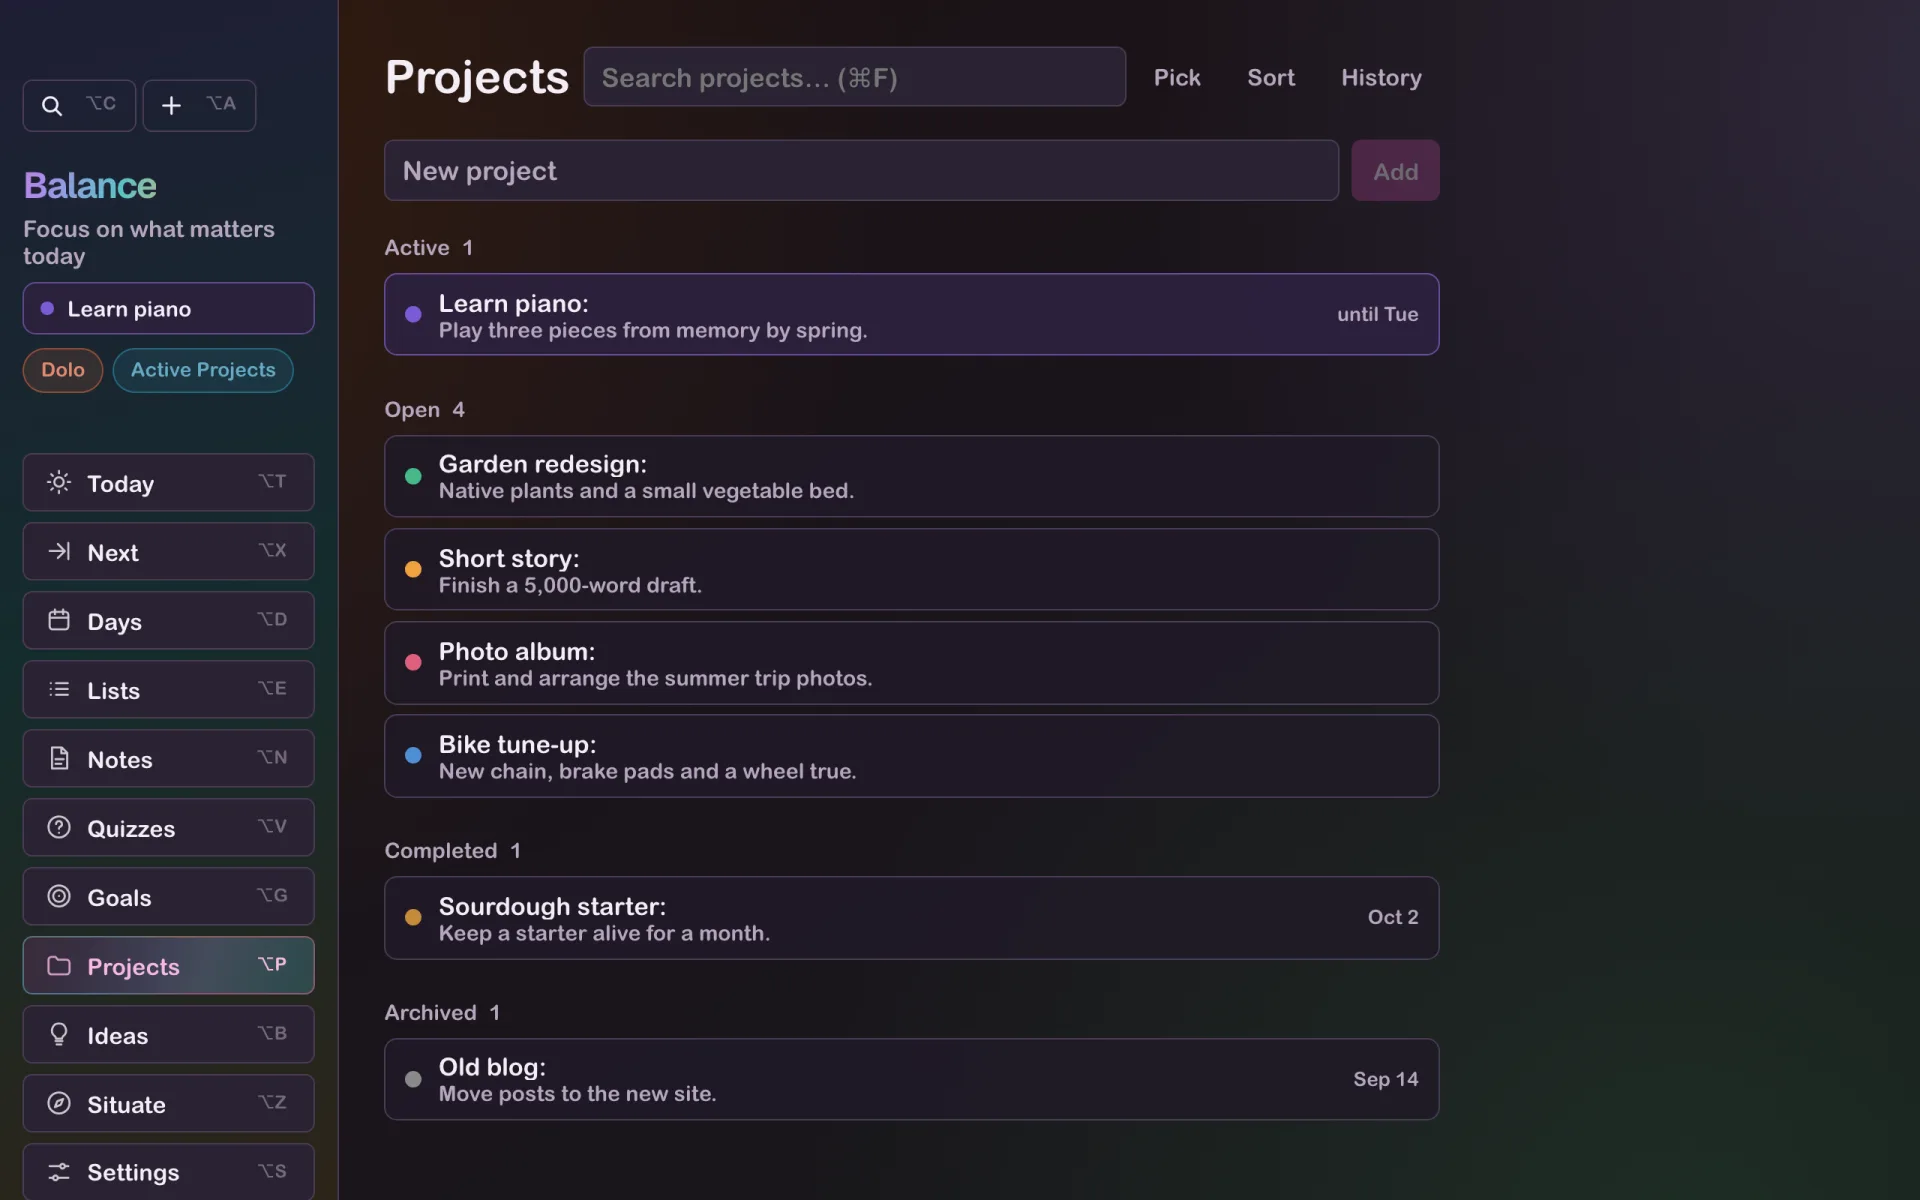 ⌥C
⌥A
Balance
Focus on what matters
today
Learn piano
Dolo
Active Projects
Today ⌥T
Next ⌥X
Days ⌥D
Lists ⌥E
Notes ⌥N
Quizzes ⌥V
Goals ⌥G
Projects ⌥P
Ideas ⌥B
Situate ⌥Z
Settings ⌥S
Projects
Search projects... (⌘F)
Pick
Sort
History
New project
Add
Active 1
Learn piano:
Play three pieces from memory by spring.
until Tue
Open 4
Garden redesign:
Native plants and a small vegetable bed.
Short story:
Finish a 5,000-word draft.
Photo album:
Print and arrange the summer trip photos.
Bike tune-up:
New chain, brake pads and a wheel true.
Completed 1
Sourdough starter:
Keep a starter alive for a month.
Oct 2
Archived 1
Old blog:
Move posts to the new site.
Sep 14